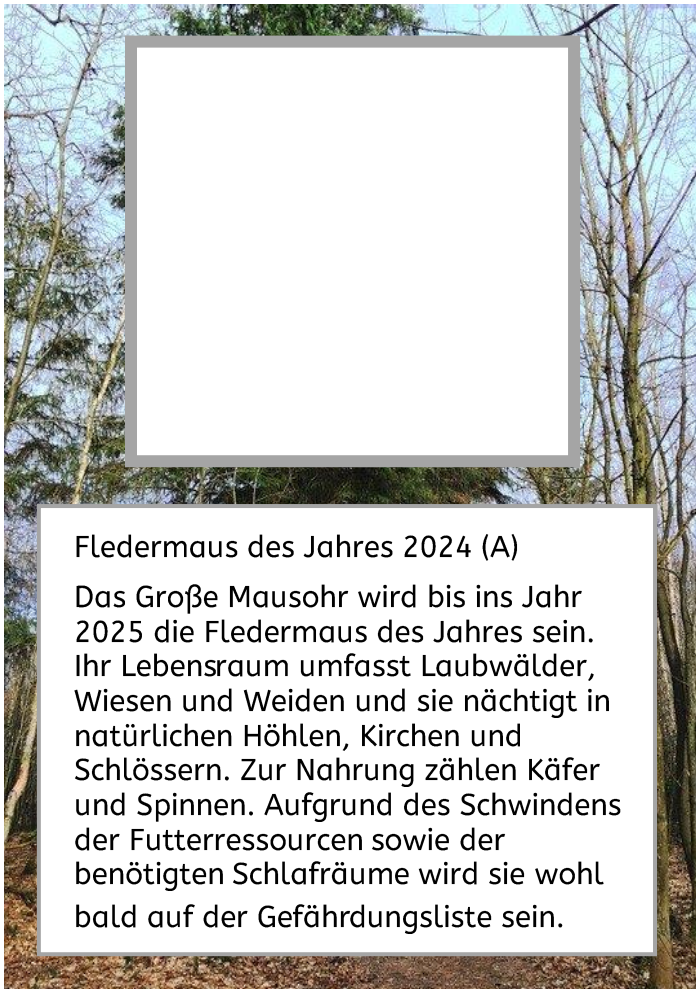 Fledermaus des Jahres 2024 (A)
Das Große Mausohr wird bis ins Jahr
2025 die Fledermaus des Jahres sein.
Ihr Lebensraum umfasst Laubwälder,
Wiesen und Weiden und sie nächtigt in
natürlichen Höhlen, Kirchen und
Schlössern. Zur Nahrung zählen Käfer
und Spinnen. Aufgrund des Schwindens
der Futterressourcen sowie der
benötigten Schlafräume wird sie wohl
bald auf der Gefährdungsliste sein.